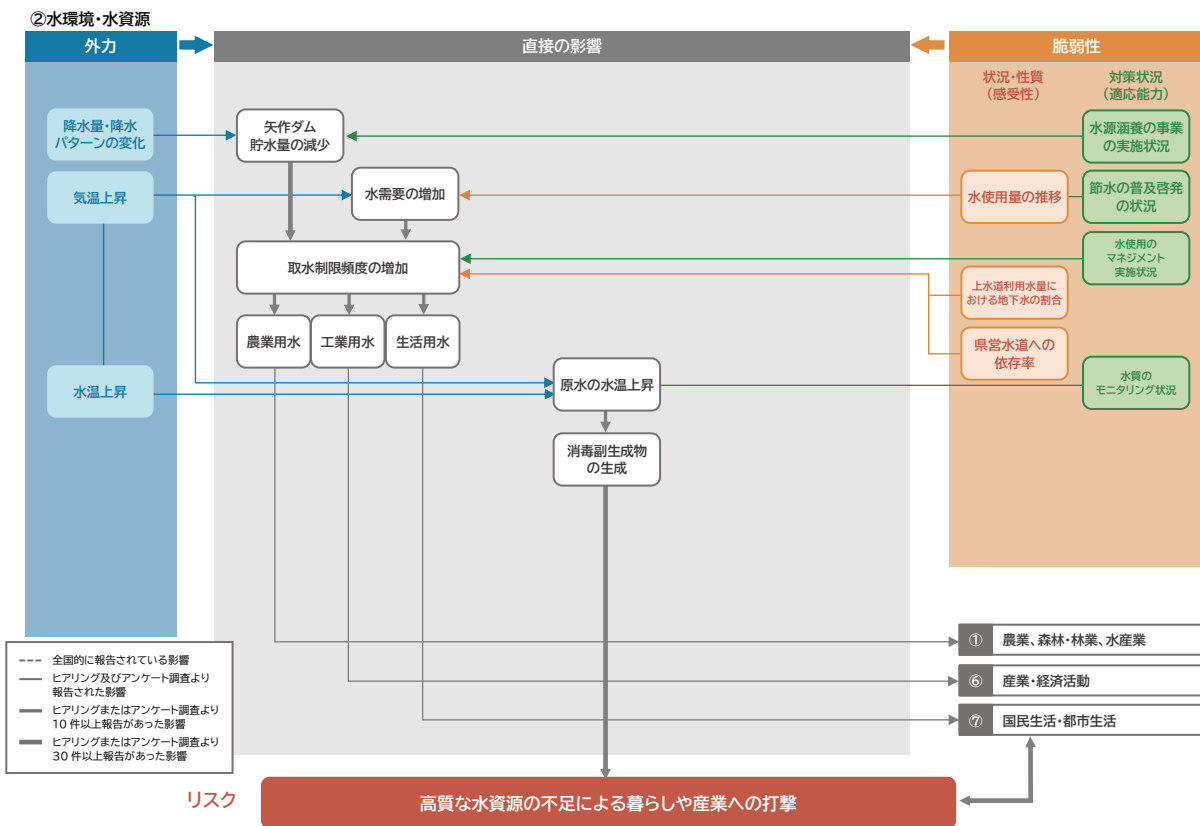 ②水環境・水資源
外力
直接の影響
脆弱性
状況・性質
（感受性）
対策状況
（適応能力）
降水量・降水
パターンの変化
矢作ダム
貯水量の減少
水源涵養の事業
の実施状況
気温上昇
水需要の増加
水使用量の推移
節水の普及啓発
の状況
取水制限頻度の増加
水使用の
マネジメント
実施状況
上水道利用水量に
おける地下水の割合
農業用水
工業用水
生活用水
県営水道への
依存率
水温上昇
原水の水温上昇
水質の
モニタリング状況
消毒副生成物
の生成
全国的に報告されている影響
ヒアリング及びアンケート調査より
報告された影響
ヒアリングまたはアンケート調査より
10 件以上報告があった影響
ヒアリングまたはアンケート調査より
30 件以上報告があった影響
① 農業、森林・林業、水産業
⑥ 産業・経済活動
⑦ 国民生活・都市生活
リスク
高質な水資源の不足による暮らしや産業への打撃